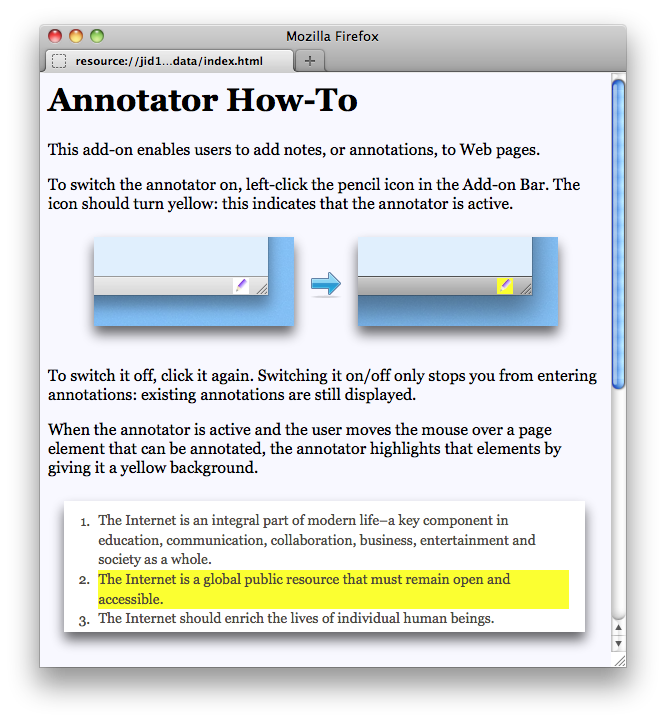 Mozilla Firefox
resource://jid1...data/index.html
Annotator How-To
This add-on enables users to add notes, or annotations, to Web pages.
To switch the annotator on, left-click the pencil icon in the Add-on Bar. The
icon should turn yellow: this indicates that the annotator is active.
To switch it off, click it again. Switching it on/off only stops you from entering
annotations: existing annotations are still displayed.
When the annotator is active and the user moves the mouse over a page
element that can be annotated, the annotator highlights that elements by
giving it a yellow background.
1. The Internet is an integral part of modern life–a key component in
education, communication, collaboration, business, entertainment and
society as a whole.
2. The Internet is a global public resource that must remain open and
accessible.
3. The Internet should enrich the lives of individual human beings.